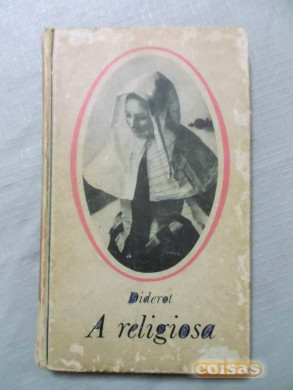 Diderot
A religiosa
coisas